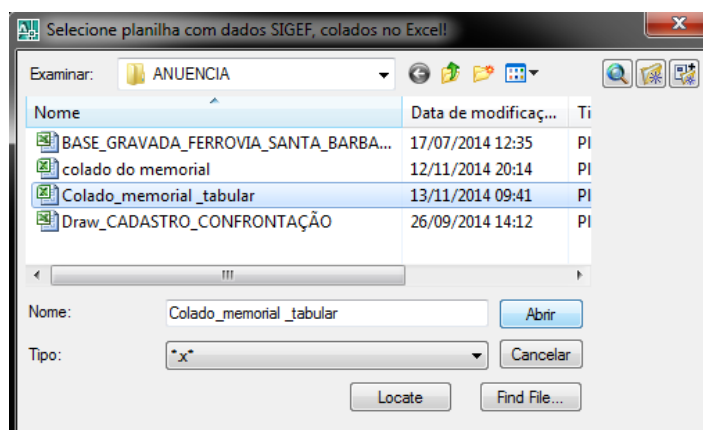 Selecione planilha com dados SIGEF, colados no Excel!
Examinar: ANUENCIA
Nome Data de modificaç... Ti
BASE_GRAVADA_FERROVIA_SANTA_BARBA... 17/07/2014 12:35 Pl
colado do memorial 12/11/2014 20:14 Pl
Colado_memorial _tabular 13/11/2014 09:41 Pl
Draw_CADASTRO_CONFRONTAÇÃO 26/09/2014 14:12 Pl
Nome: Colado_memorial _tabular Abrir
Tipo: *x* Cancelar
Locate Find File...